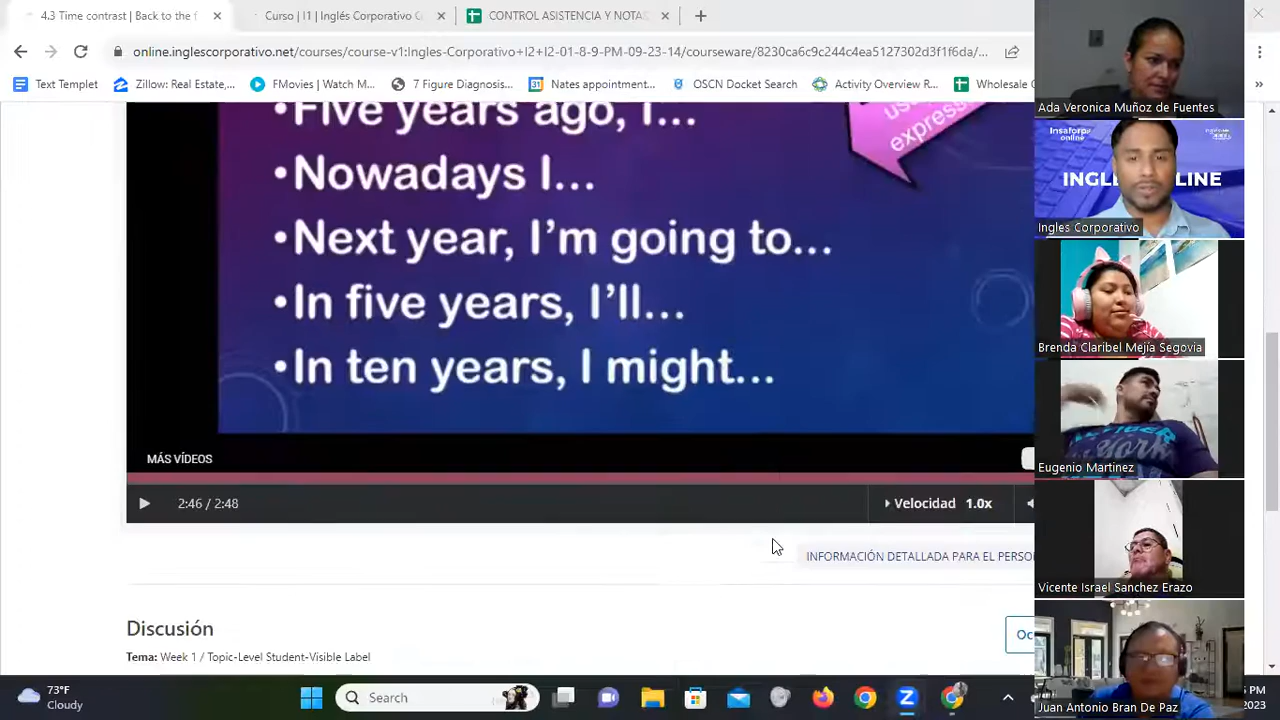 4.3 Time contrast | Back to the f
Curso | I1 | Inglés Corporativo
CONTROL ASISTENCIA Y NOTAS
online.inglescorporativo.net/courses/course-v1:Ingles-Corporativo+I2+I2-01-8-9-PM-09-23-14/courseware/8230ca6c9c244c4ea5127302d3f1f6da/...
Text Templet
Zillow: Real Estate,...
FMovies | Watch M...
7 Figure Diagnosis...
Nates appointment...
OSCN Docket Search
Activity Overview R...
Wholesale
•Five years ago, I...
•Nowadays I...
•Next year, I'm going to...
•In five years, I'll...
•In ten years, I might...
MÁS VÍDEOS
2:46 / 2:48
Velocidad 1.0x
INFORMACIÓN DETALLADA PARA EL PERSO
Discusión
Tema: Week 1 / Topic-Level Student-Visible Label
Ada Veronica Muñoz de Fuentes
Insaforp
online
Ingles Corporativo
Brenda Claribel Mejía Segovia
Eugenio Martínez
Vicente Israel Sanchez Erazo
Juan Antonio Bran De Paz
73°F
Cloudy
Search
PM
2023